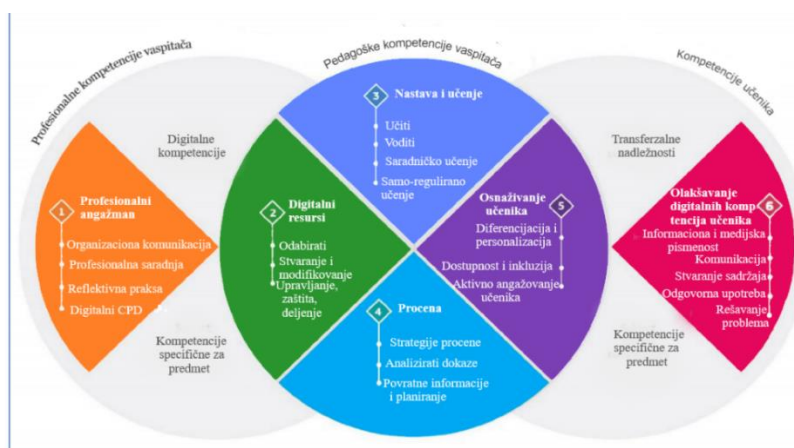 Profesionalne kompetencije vaspitača
Pedagoške kompetencije vaspitača
Kompetencije učenika
Digitalne
kompetencije
Transferzalne
nadležnosti
1
Profesionalni
angažman
Organizaciona komunikacija
Profesionalna saradnja
Reflektivna praksa
Digitalni CPD
2
Digitalni
resursi
Odabirati
Stvaranje i
modifikovanje
Upravljanje,
zaštita,
deljenje
3
Nastava i učenje
Učiti
Voditi
Saradničko učenje
Samo-regulirano
učenje
4
Procena
Strategije procene
Analizirati dokaze
Povratne informacije
i planiranje
5
Osnaživanje
učenika
Diferencijacija i
personalizacija
Dostupnost i inkluzija
Aktivno angažovanje
učenika
6
Olakšavanje
digitalnih komp
tencija učenika
Informaciona i medijska
pismenost
Komunikacija
Stvaranje sadržaja
Odgovorna upotreba
Rešavanje
problema
Kompetencije
specifične za
predmet
Kompetencije
specifične za
predmet